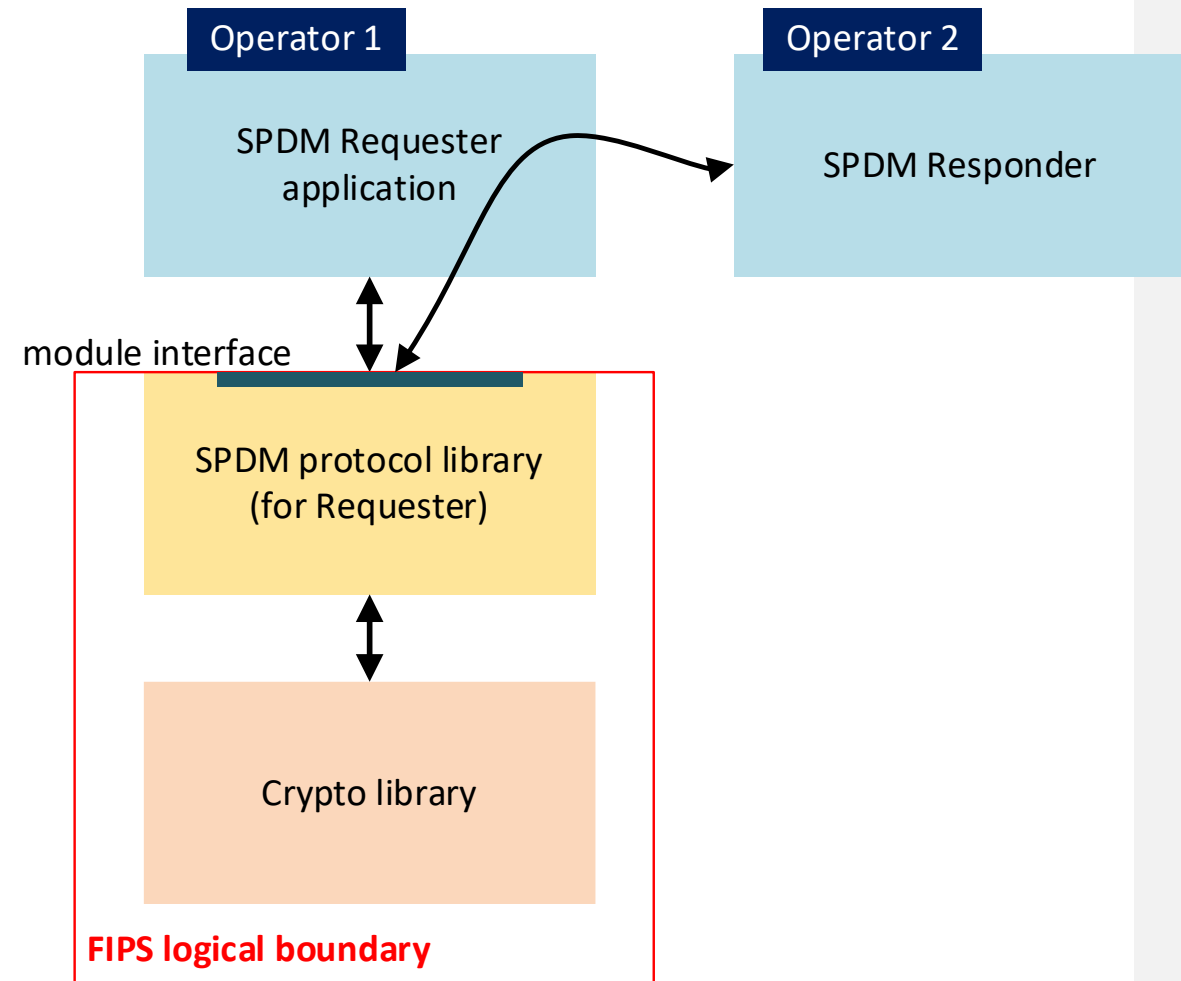 Operator 1
Operator 2
SPDM Requester
application
SPDM Responder
module interface
SPDM protocol library
(for Requester)
Crypto library
FIPS logical boundary